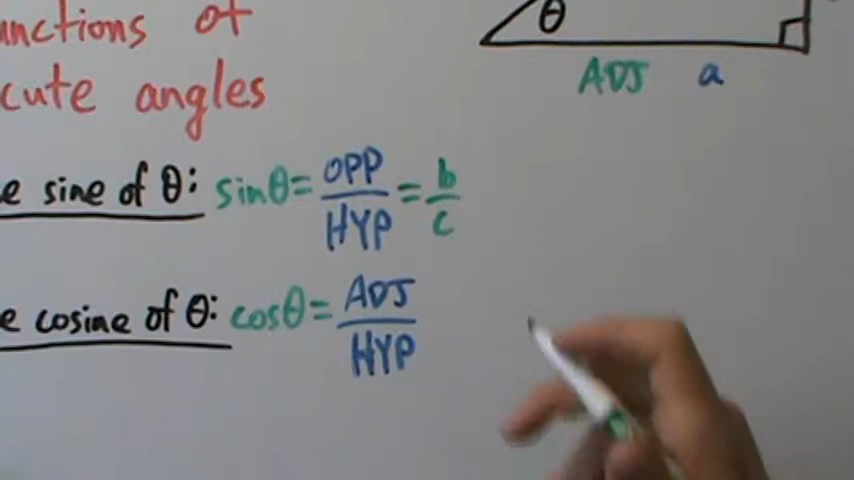 unctions of
cute angles
θ
ADJ a
e sine of θ: sinθ = OPP/HYP = b/c
e cosine of θ: cosθ = ADJ/HYP